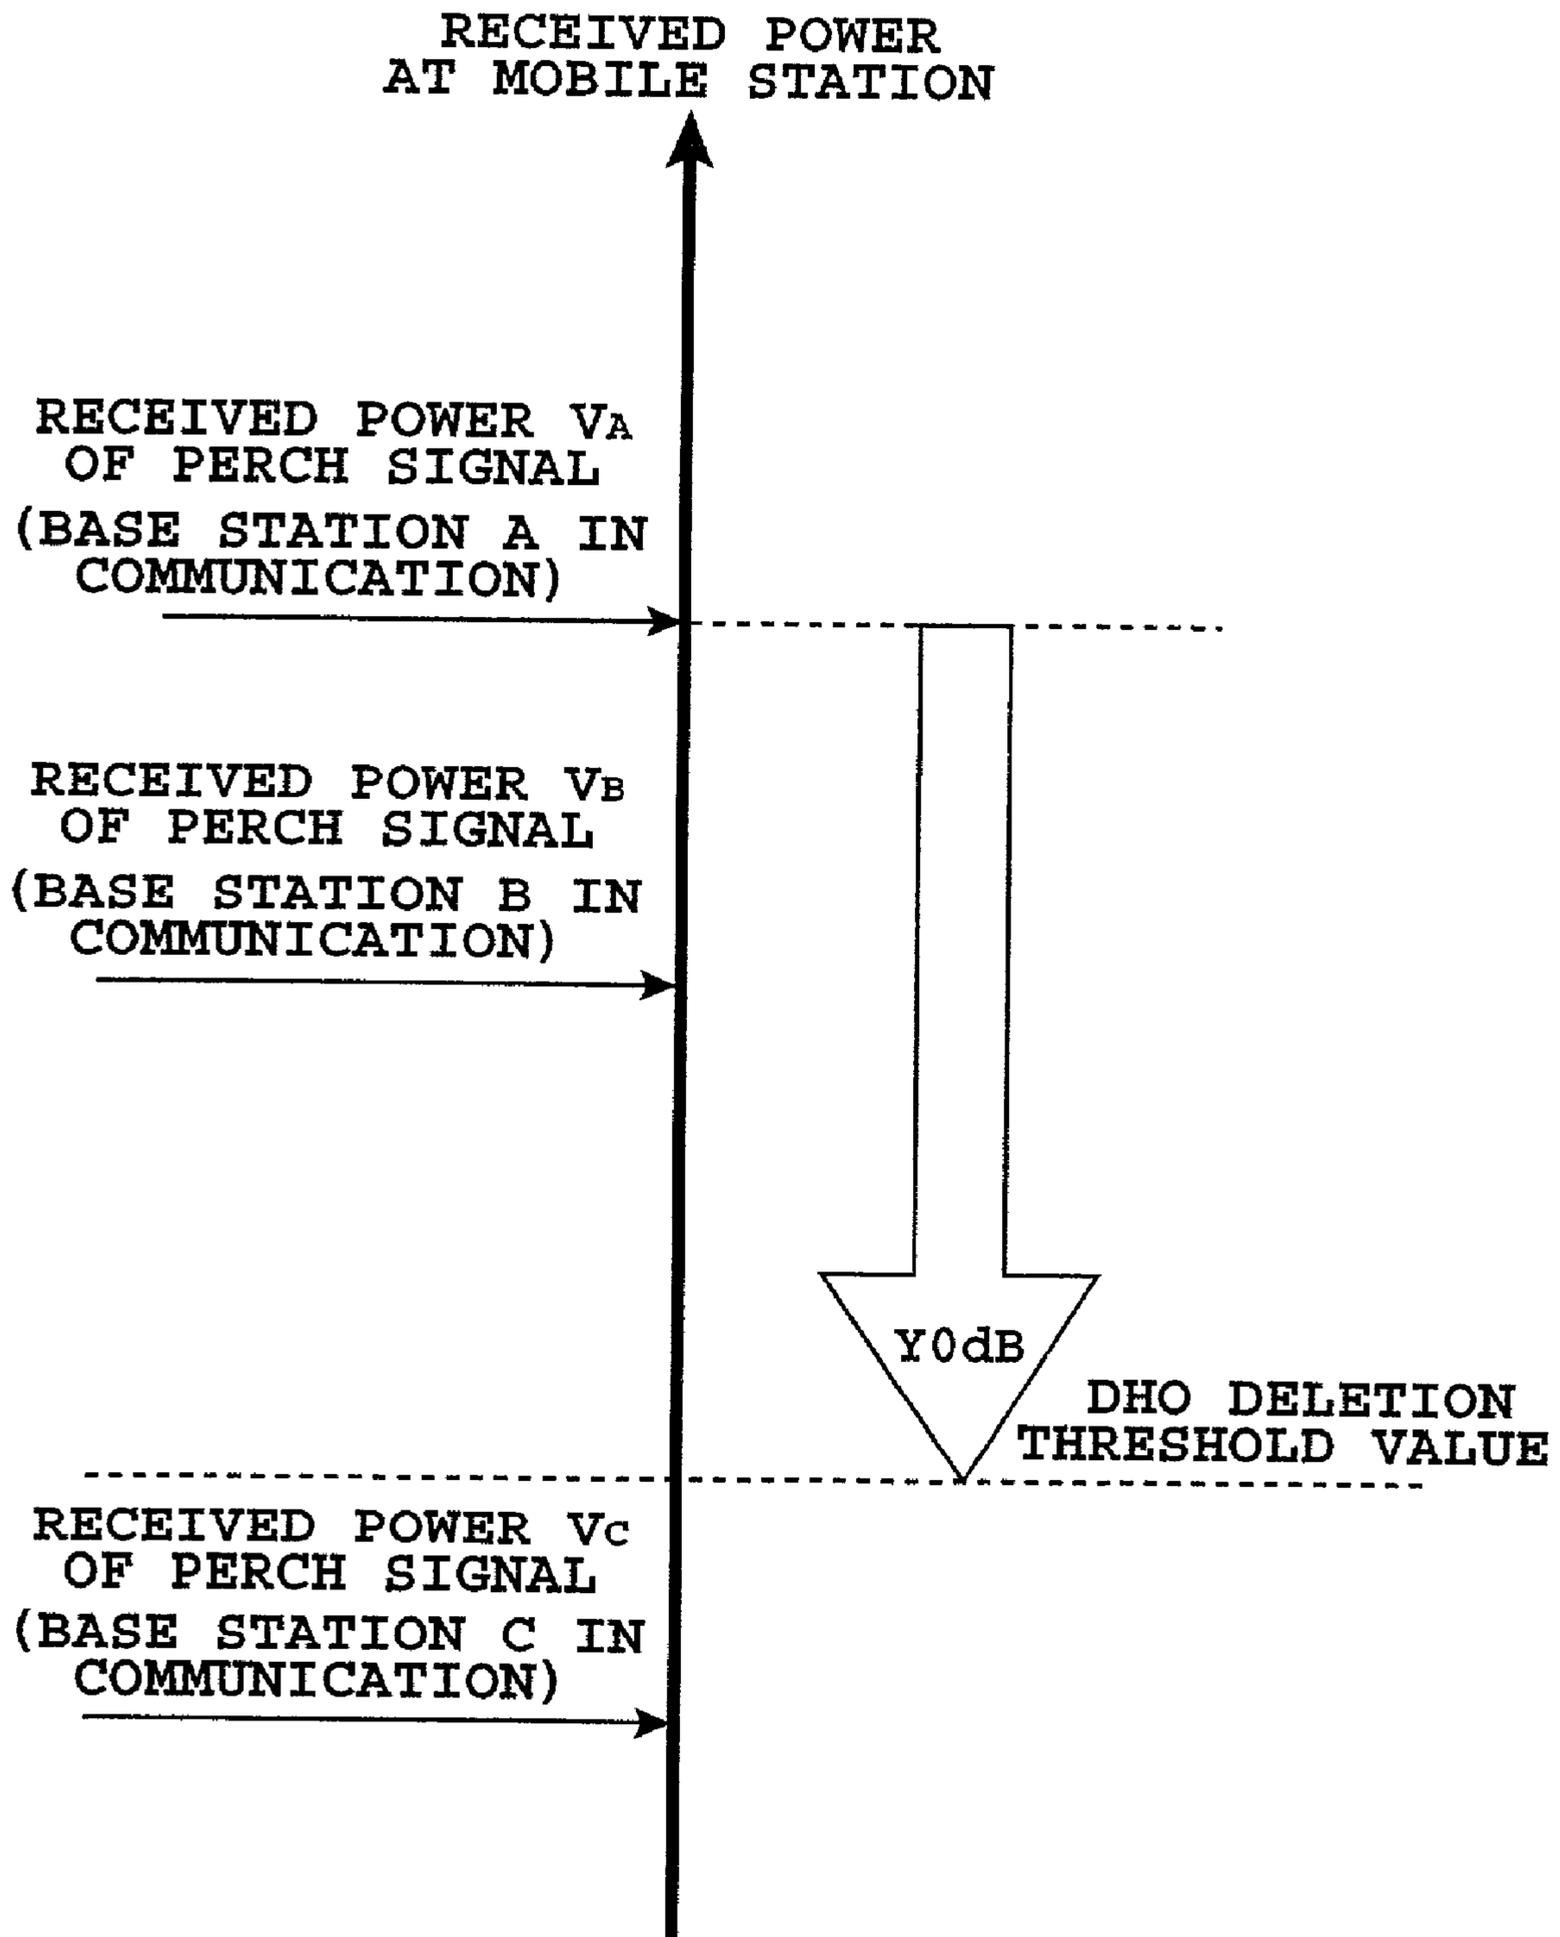 RECEIVED POWER
AT MOBILE STATION
RECEIVED POWER VA
OF PERCH SIGNAL
(BASE STATION A IN
COMMUNICATION)
RECEIVED POWER VB
OF PERCH SIGNAL
(BASE STATION B IN
COMMUNICATION)
Y0dB
DHO DELETION
THRESHOLD VALUE
RECEIVED POWER VC
OF PERCH SIGNAL
(BASE STATION C IN
COMMUNICATION)